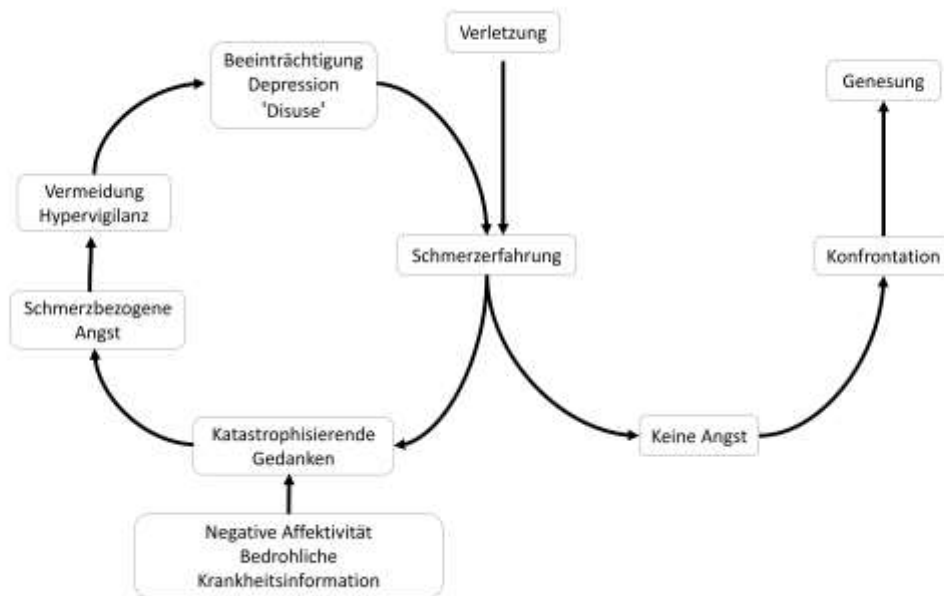 Verletzung
Beeinträchtigung
Depression
'Disuse'
Genesung
Vermeidung
Hypervigilanz
Schmerzerfahrung
Konfrontation
Schmerzbezogene
Angst
Katastrophisierende
Gedanken
Keine Angst
Negative Affektivität
Bedrohliche
Krankheitsinformation